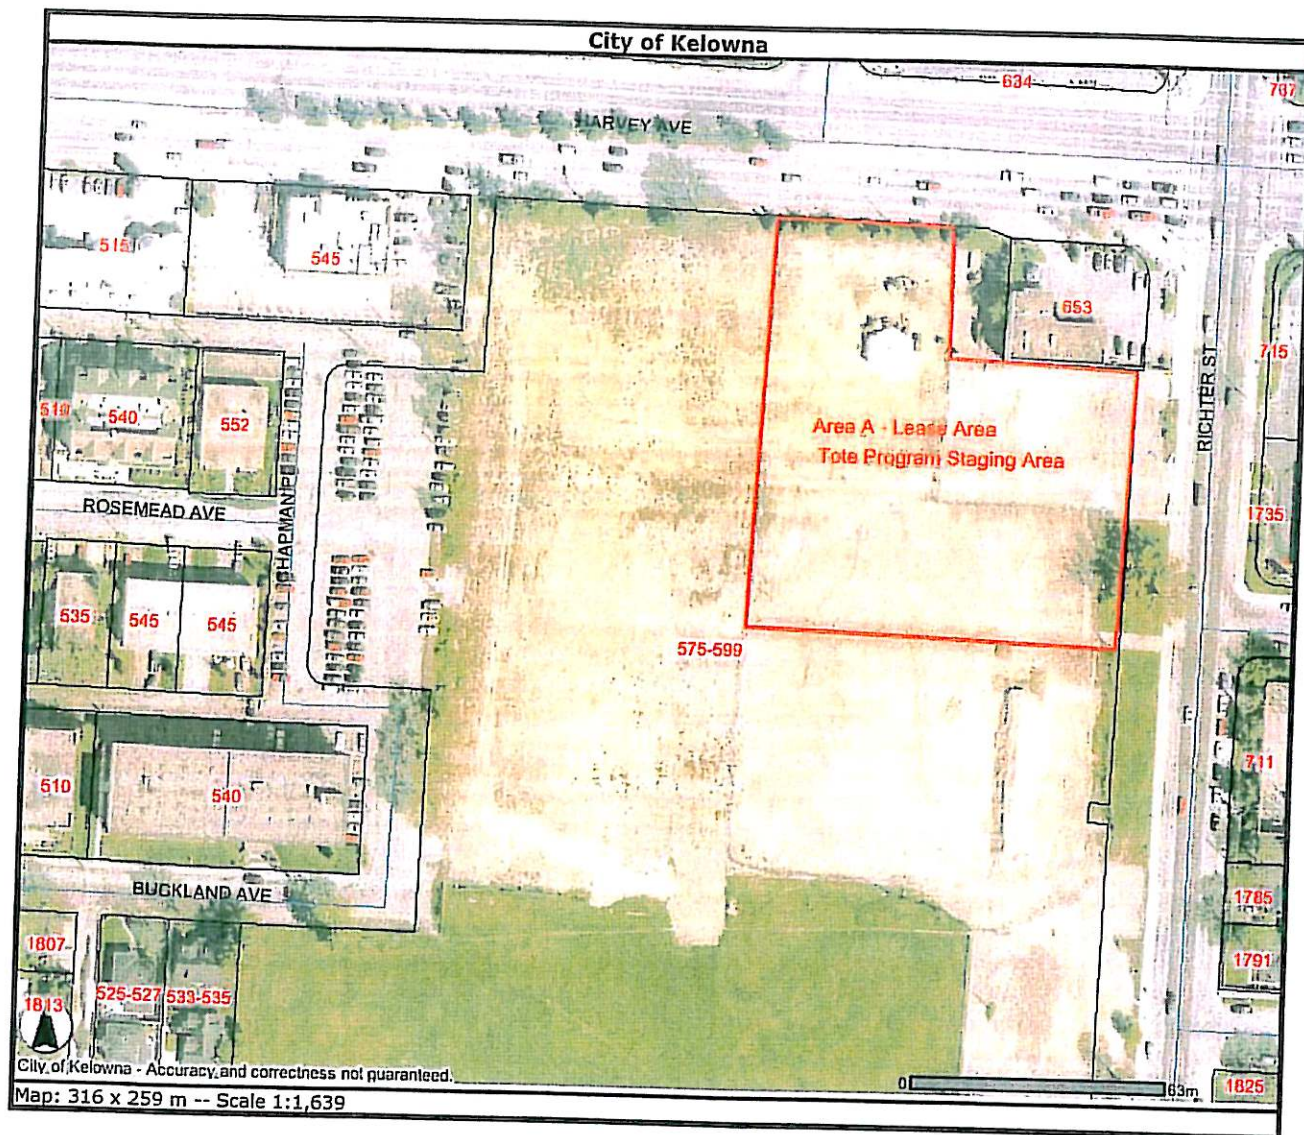 City of Kelowna
634
787
HARVEY AVE
515
545
653
715
RICHTER ST
540
552
Area A - Lease Area
Tote Program Staging Area
ROSEMEAD AVE
CHAPMAN PL
1735
535
545
545
575-599
510
540
711
BUCKLAND AVE
1785
1807
1791
525-527
533-535
1813
City of Kelowna - Accuracy and correctness not guaranteed.
0
63m
1825
Map: 316 x 259 m -- Scale 1:1,639